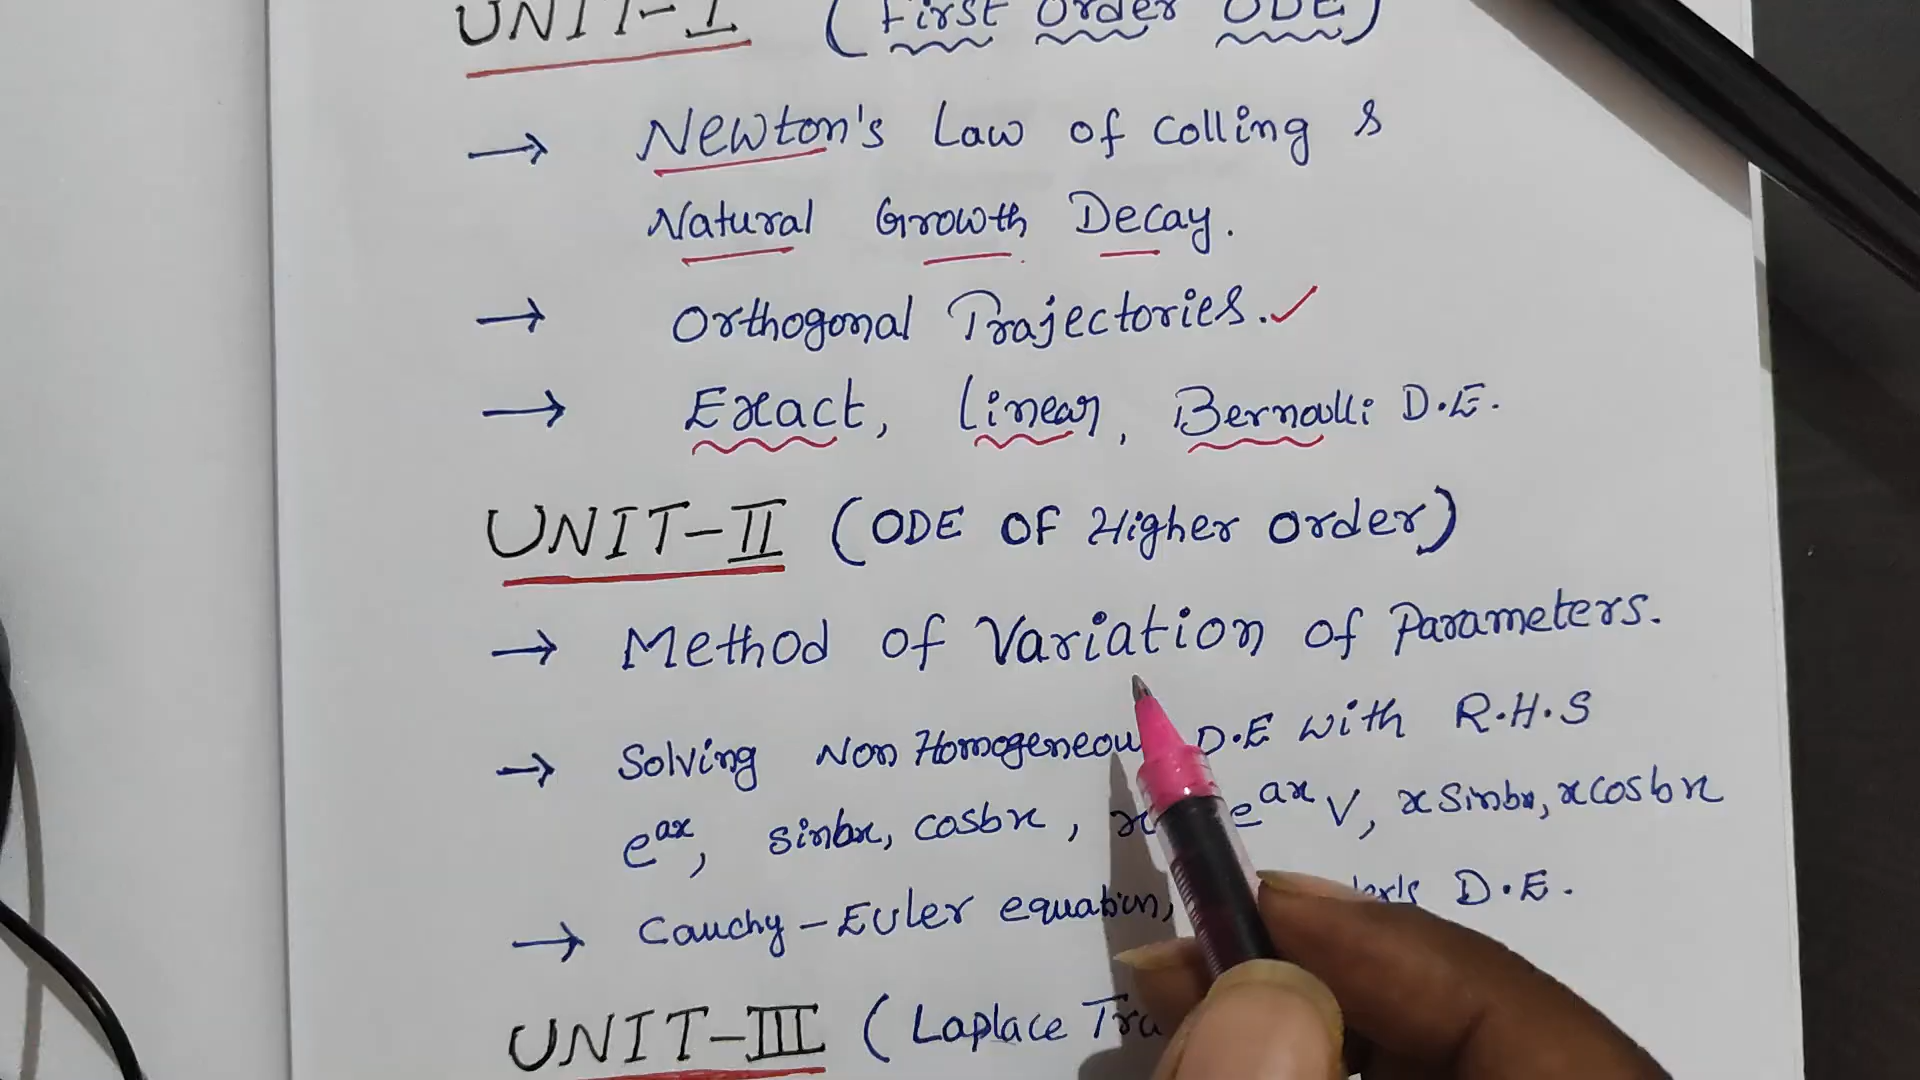 UNIT-I (First Order ODE)
→ Newton's Law of Colling &
Natural Growth Decay.
→ Orthogonal Trajectories. ✓
→ Exact, Linear, Bernoulli D.E.
UNIT-II (ODE OF Higher Order)
→ Method of Variation of Parameters.
→ Solving Non Homogeneou D.E with R.H.S
e^ax, sinbx, cosbx, e^ax V, x sinbx, x cosbx
→ Cauchy-Euler equation, D.E.
UNIT-III (Laplace Tra